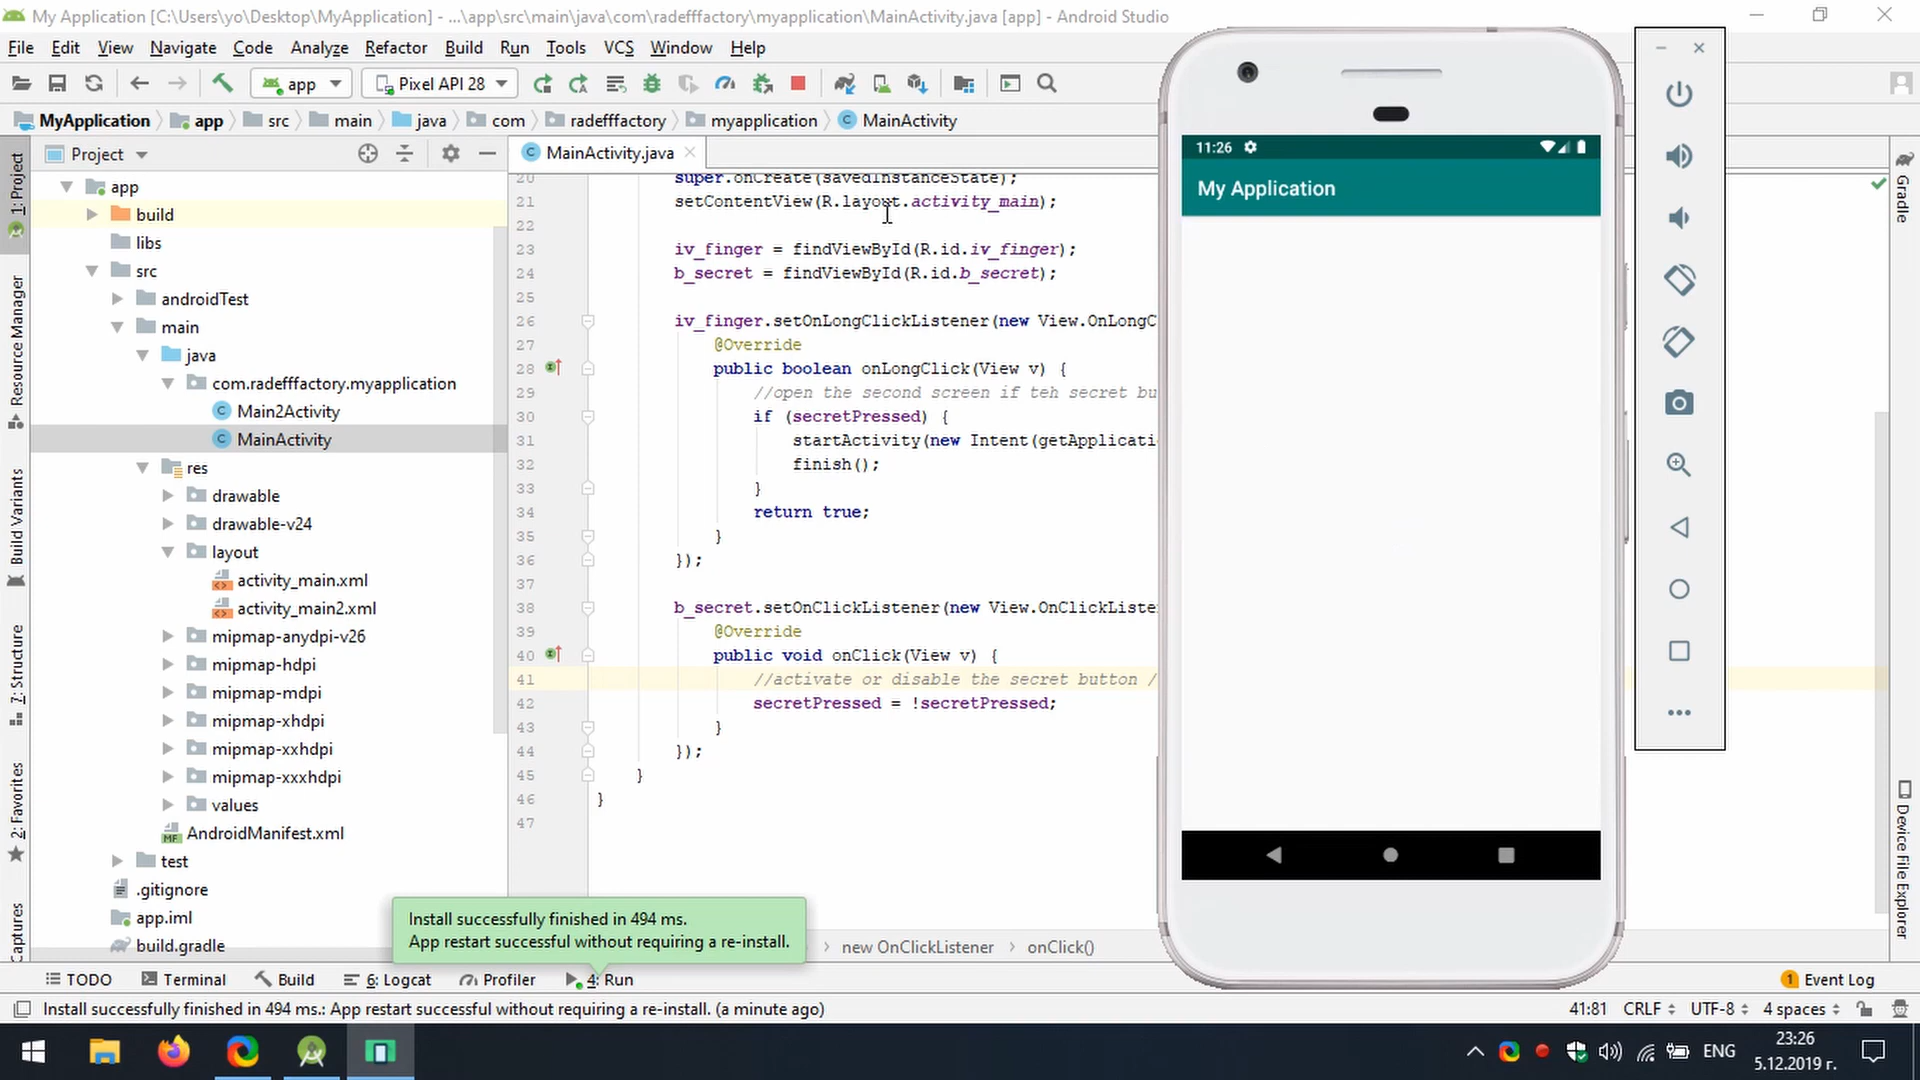 My Application [C:\Users\yo\Desktop\MyApplication] - ...\app\src\main\java\com\radefffactory\myapplication\MainActivity.java [app] - Android Studio
File Edit View Navigate Code Analyze Refactor Build Run Tools VCS Window Help
app Pixel API 28
MyApplication app src main java com radefffactory myapplication MainActivity
Project
MainActivity.java
1: Project
Resource Manager
Build Variants
7: Structure
2: Favorites
Captures
app
build
libs
src
androidTest
main
java
com.radefffactory.myapplication
Main2Activity
MainActivity
res
drawable
drawable-v24
layout
activity_main.xml
activity_main2.xml
mipmap-anydpi-v26
mipmap-hdpi
mipmap-mdpi
mipmap-xhdpi
mipmap-xxhdpi
mipmap-xxxhdpi
values
AndroidManifest.xml
test
.gitignore
app.iml
build.gradle
20 super.onCreate(savedInstanceState);
21 setContentView(R.layout.activity_main);
22
23 iv_finger = findViewById(R.id.iv_finger);
24 b_secret = findViewById(R.id.b_secret);
25
26 iv_finger.setOnLongClickListener(new View.OnLongC
27 @Override
28 public boolean onLongClick(View v) {
29 //open the second screen if teh secret bu
30 if (secretPressed) {
31 startActivity(new Intent(getApplicati
32 finish();
33 }
34 return true;
35 }
36 });
37
38 b_secret.setOnClickListener(new View.OnClickListe
39 @Override
40 public void onClick(View v) {
41 //activate or disable the secret button /
42 secretPressed = !secretPressed;
43 }
44 });
45 }
46 }
47
new OnClickListener onClick()
11:26
My Application
Gradle
Device File Explorer
Install successfully finished in 494 ms.
App restart successful without requiring a re-install.
TODO Terminal Build 6: Logcat Profiler 4: Run 1 Event Log
Install successfully finished in 494 ms.: App restart successful without requiring a re-install. (a minute ago) 41:81 CRLF UTF-8 4 spaces
ENG
23:26
5.12.2019 г.